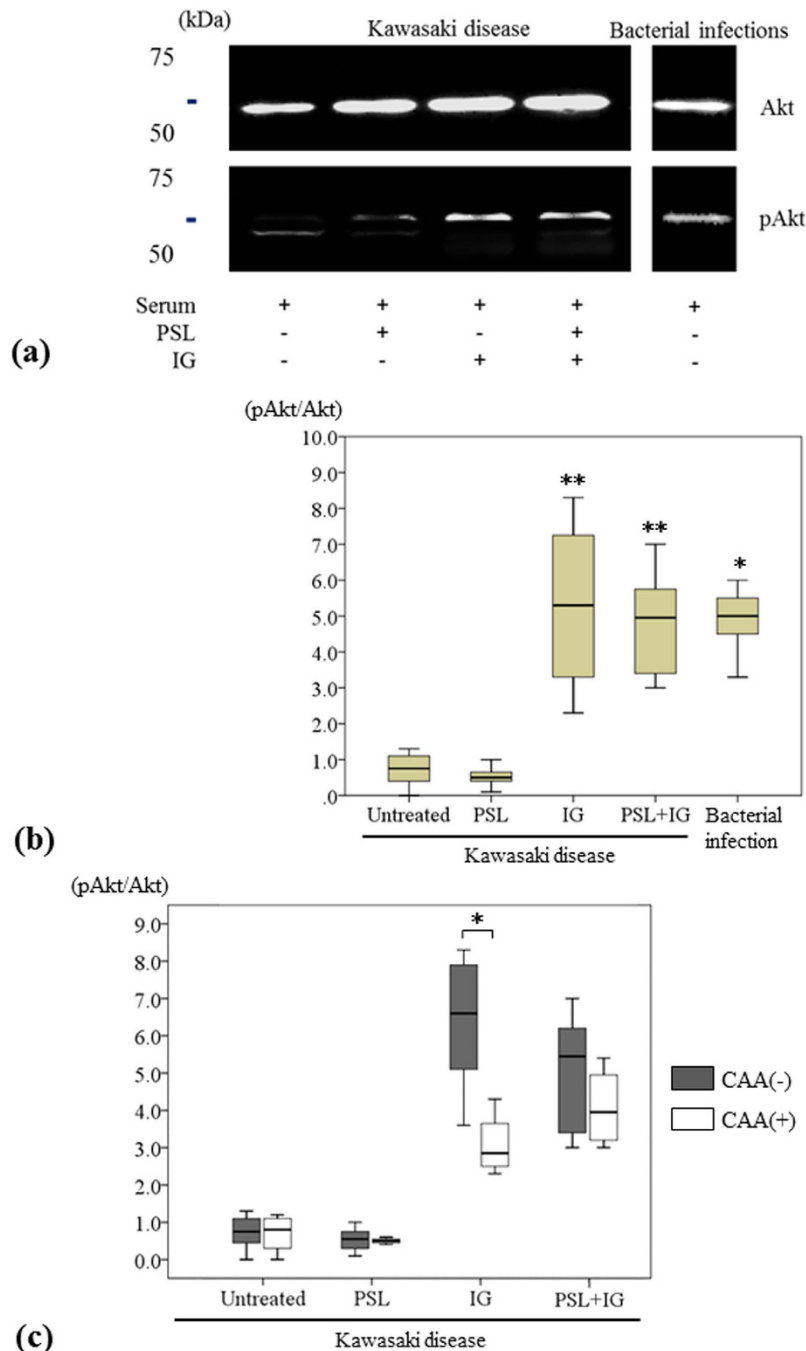 (kDa)
Kawasaki disease
Bacterial infections
75
Akt
50
75
pAkt
50
Serum + + + + +
PSL - + - + -
IG - - + + -
(a)
(pAkt/Akt)
10.0
9.0
8.0
7.0
6.0
5.0
4.0
3.0
2.0
1.0
.0
** ** *
Untreated PSL IG PSL+IG Bacterial
infection
Kawasaki disease
(b)
(pAkt/Akt)
9.0
8.0
7.0
6.0
5.0
4.0
3.0
2.0
1.0
0.0
*
CAA(-)
CAA(+)
Untreated PSL IG PSL+IG
Kawasaki disease
(c)